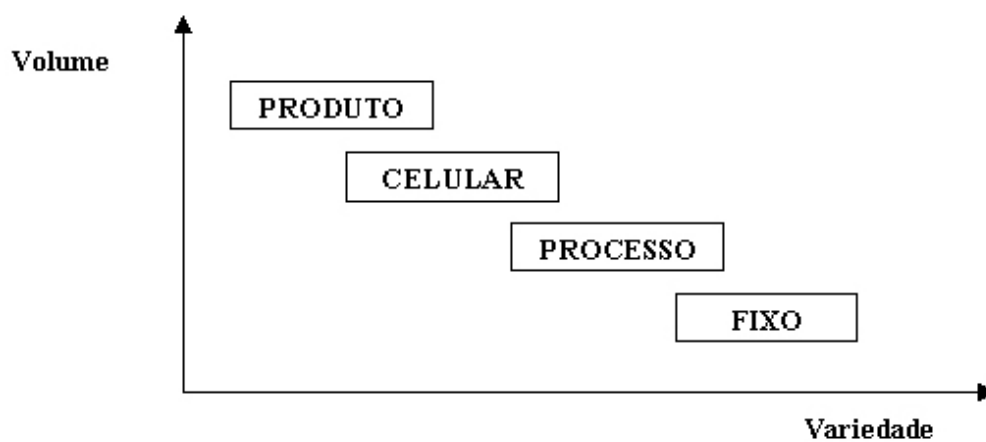 Volume
PRODUTO
CELULAR
PROCESSO
FIXO
Variedade